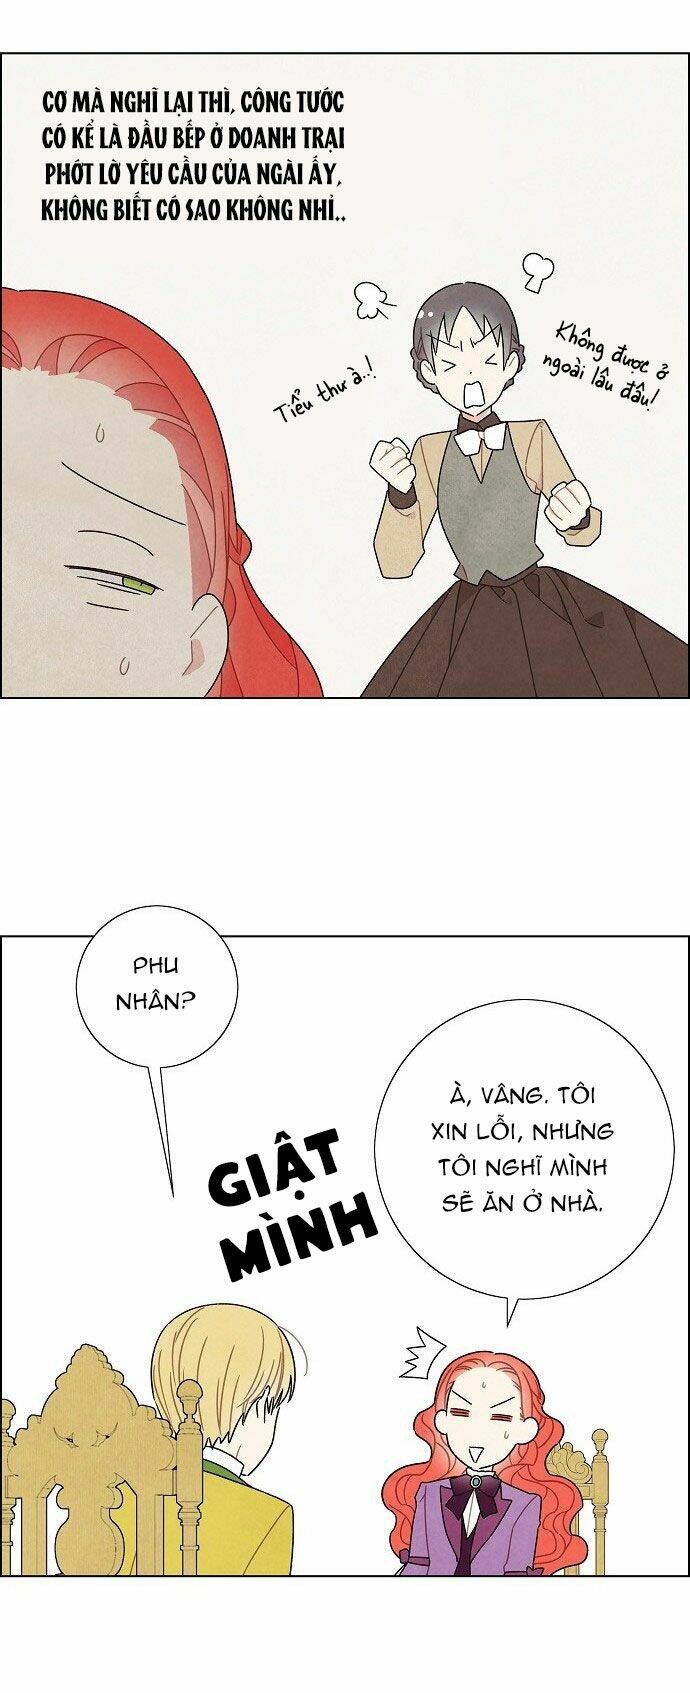 CƠ MÀ NGHĨ LẠI THÌ, CÔNG TƯỚC
CÓ KỂ LÀ ĐẦU BẾP Ở DOANH TRẠI
PHỚT LỜ YÊU CẦU CỦA NGÀI ẤY,
KHÔNG BIẾT CÓ SAO KHÔNG NHỈ..
Tiểu thư à..!
Không được ở
ngoài lâu đâu!
PHU
NHÂN?
GIẬT
MÌNH
À, VÂNG. TÔI
XIN LỖI, NHƯNG
TÔI NGHĨ MÌNH
SẼ ĂN Ở NHÀ.